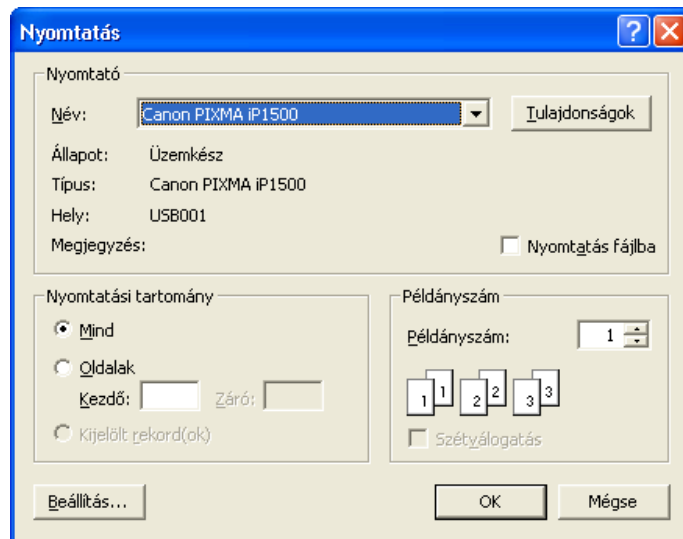 Nyomtatás
Nyomtató
Név: Canon PIXMA iP1500 Tulajdonságok
Állapot: Üzemkész
Típus: Canon PIXMA iP1500
Hely: USB001
Megjegyzés: Nyomtatás fájlba
Nyomtatási tartomány
Mind
Oldalak
Kezdő: Záró:
Kijelölt rekord(ok)
Példányszám
Példányszám: 1
1 1 2 2 3 3
Szétválogatás
Beállítás... OK Mégse